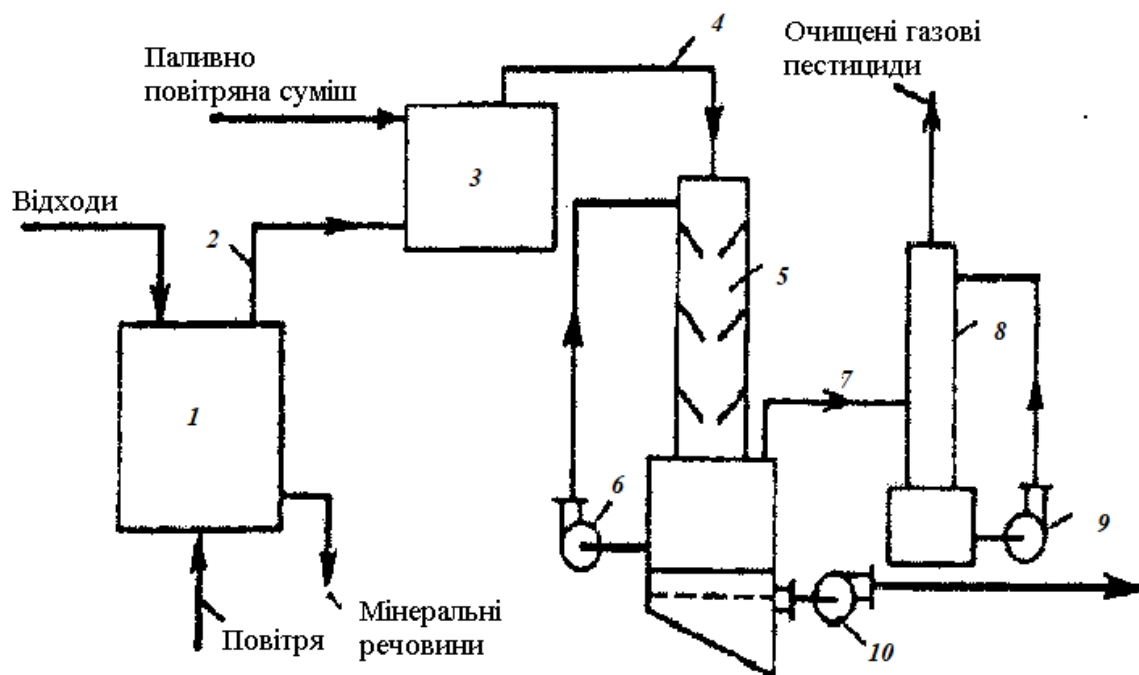 4
Очищені газові
пестициди
Паливно
повітряна суміш
3
Відходи
2
5
8
1
7
6
9
Мінеральні
речовини
Повітря
10